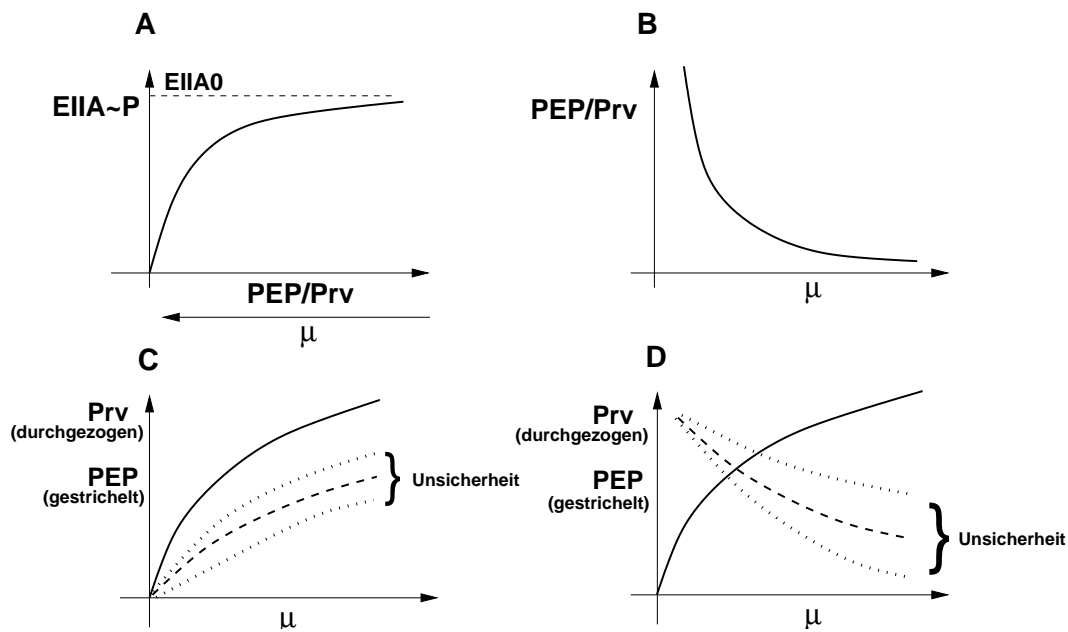 A
EIIA0
EIIA~P
PEP/Prv
μ
B
PEP/Prv
μ
C
Prv
(durchgezogen)
PEP
(gestrichelt)
Unsicherheit
μ
D
Prv
(durchgezogen)
PEP
(gestrichelt)
Unsicherheit
μ